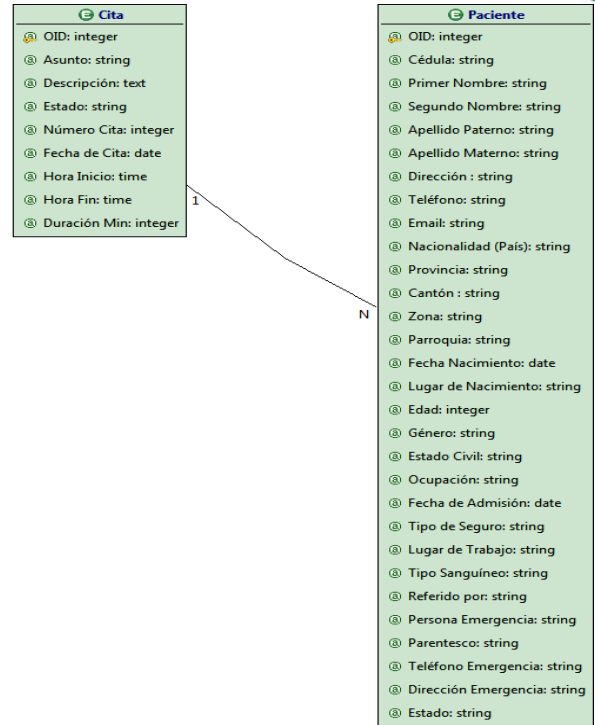 Cita
OID: integer
Asunto: string
Descripción: text
Estado: string
Número Cita: integer
Fecha de Cita: date
Hora Inicio: time
Hora Fin: time
Duración Min: integer
1
N
Paciente
OID: integer
Cédula: string
Primer Nombre: string
Segundo Nombre: string
Apellido Paterno: string
Apellido Materno: string
Dirección : string
Teléfono: string
Email: string
Nacionalidad (País): string
Provincia: string
Cantón : string
Zona: string
Parroquia: string
Fecha Nacimiento: date
Lugar de Nacimiento: string
Edad: integer
Género: string
Estado Civil: string
Ocupación: string
Fecha de Admisión: date
Tipo de Seguro: string
Lugar de Trabajo: string
Tipo Sanguíneo: string
Referido por: string
Persona Emergencia: string
Parentesco: string
Teléfono Emergencia: string
Dirección Emergencia: string
Estado: string